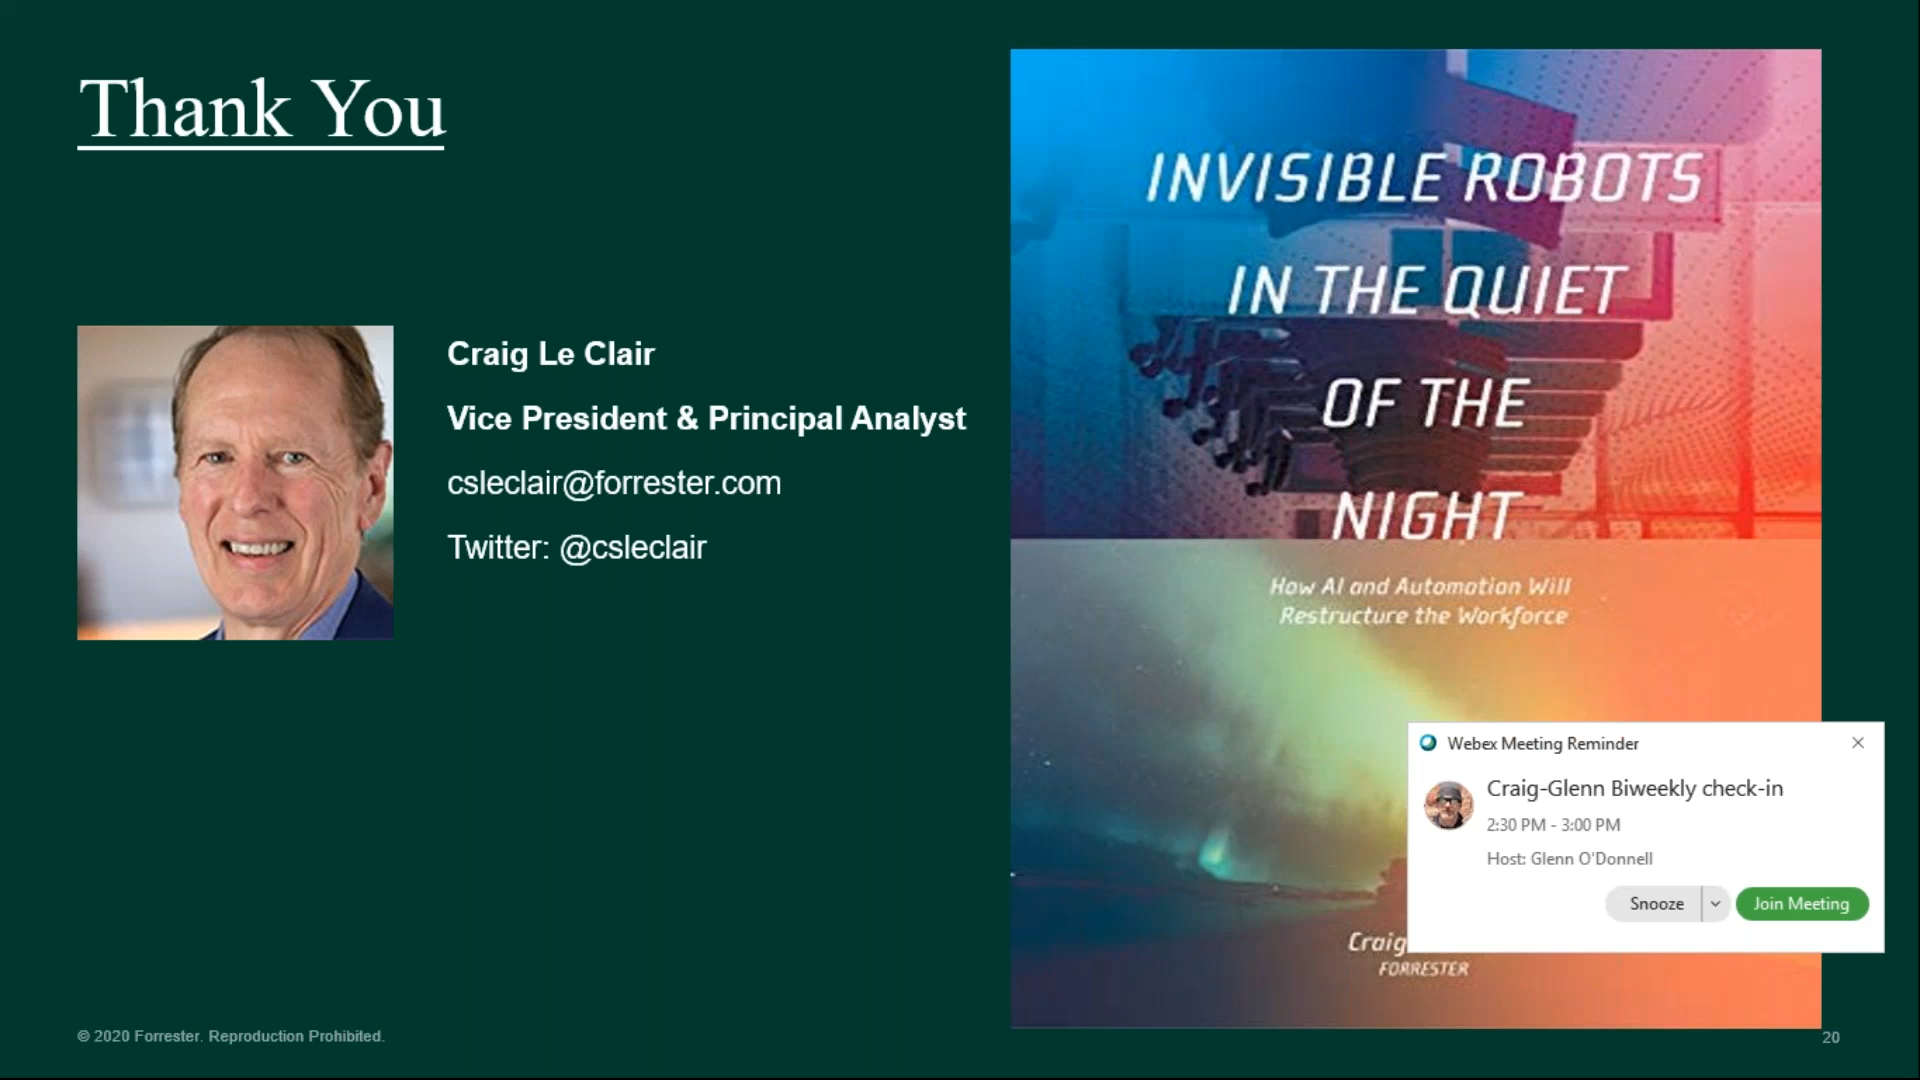 Thank You
Craig Le Clair
Vice President & Principal Analyst
csleclair@forrester.com
Twitter: @csleclair
INVISIBLE ROBOTS
IN THE QUIET
OF THE
NIGHT
How AI and Automation Will
Restructure the Workforce
Craig
FORRESTER
Webex Meeting Reminder
Craig-Glenn Biweekly check-in
2:30 PM - 3:00 PM
Host: Glenn O'Donnell
Snooze
Join Meeting
© 2020 Forrester. Reproduction Prohibited.
20